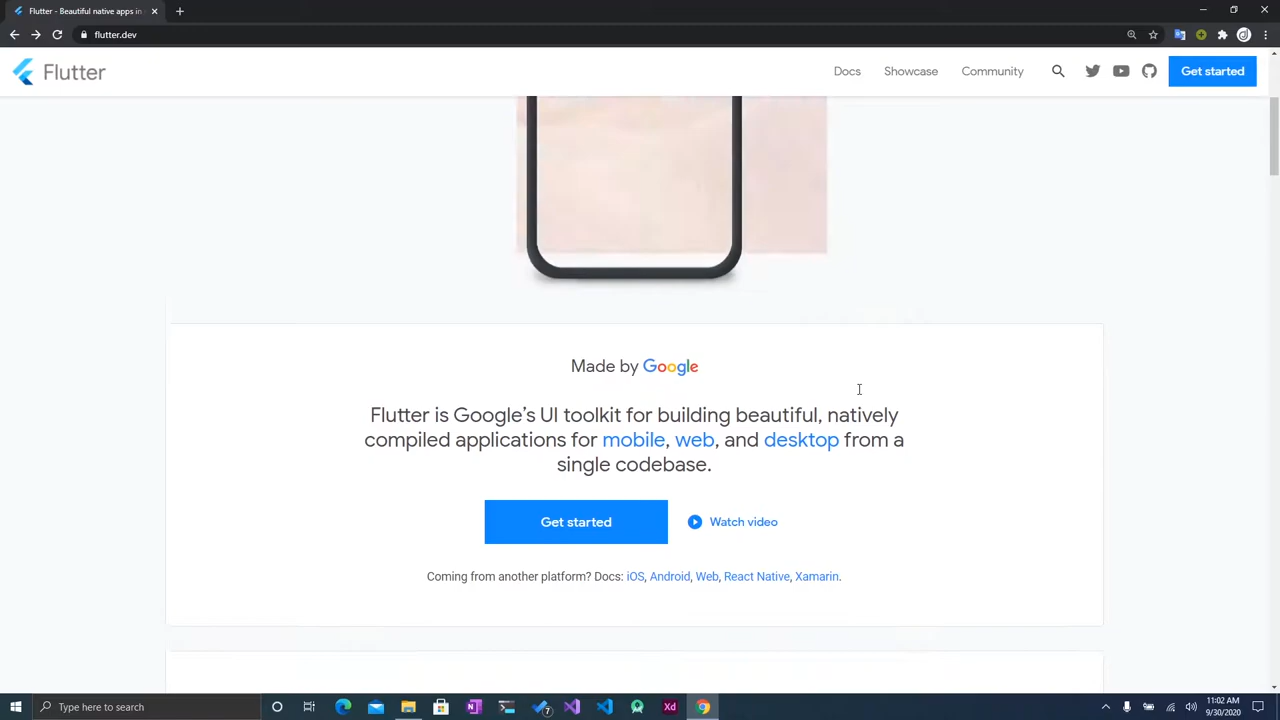 Flutter - Beautiful native apps in
flutter.dev
Flutter
Docs
Showcase
Community
Get started
Made by Google
Flutter is Google's UI toolkit for building beautiful, natively
compiled applications for mobile, web, and desktop from a
single codebase.
Get started
Watch video
Coming from another platform? Docs: iOS, Android, Web, React Native, Xamarin.
Type here to search
7
Xd
11:02 AM
9/30/2020